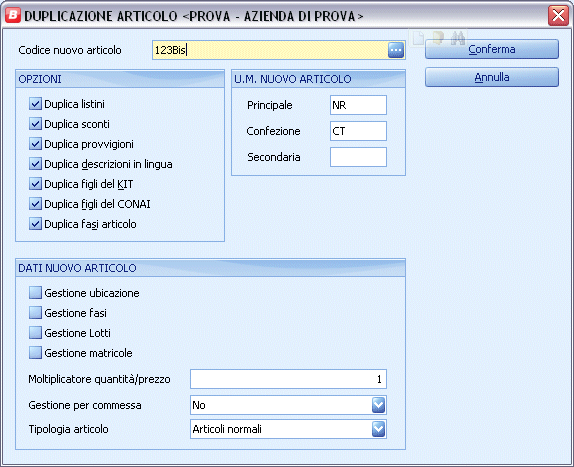 B DUPLICAZIONE ARTICOLO <PROVA - AZIENDA DI PROVA>
Codice nuovo articolo 123Bis ...
Conferma
Annulla
OPZIONI
Duplica listini
Duplica sconti
Duplica provvigioni
Duplica descrizioni in lingua
Duplica figli del KIT
Duplica figli del CONAI
Duplica fasi articolo
U.M. NUOVO ARTICOLO
Principale NR
Confezione CT
Secondaria
DATI NUOVO ARTICOLO
Gestione ubicazione
Gestione fasi
Gestione Lotti
Gestione matricole
Moltiplicatore quantità/prezzo 1
Gestione per commessa No
Tipologia articolo Articoli normali